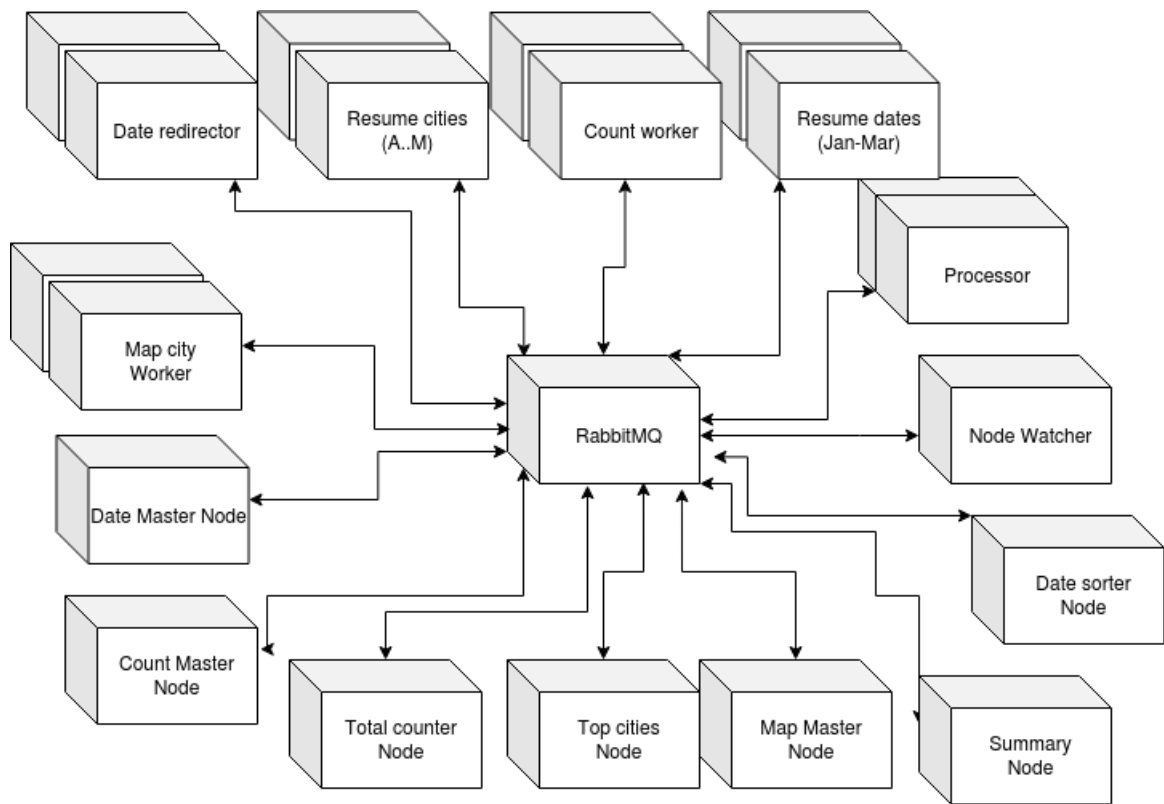 Date redirector
Resume cities
(A..M)
Count worker
Resume dates
(Jan-Mar)
Processor
Map city
Worker
RabbitMQ
Node Watcher
Date Master Node
Date sorter
Node
Count Master
Node
Total counter
Node
Top cities
Node
Map Master
Node
Summary
Node